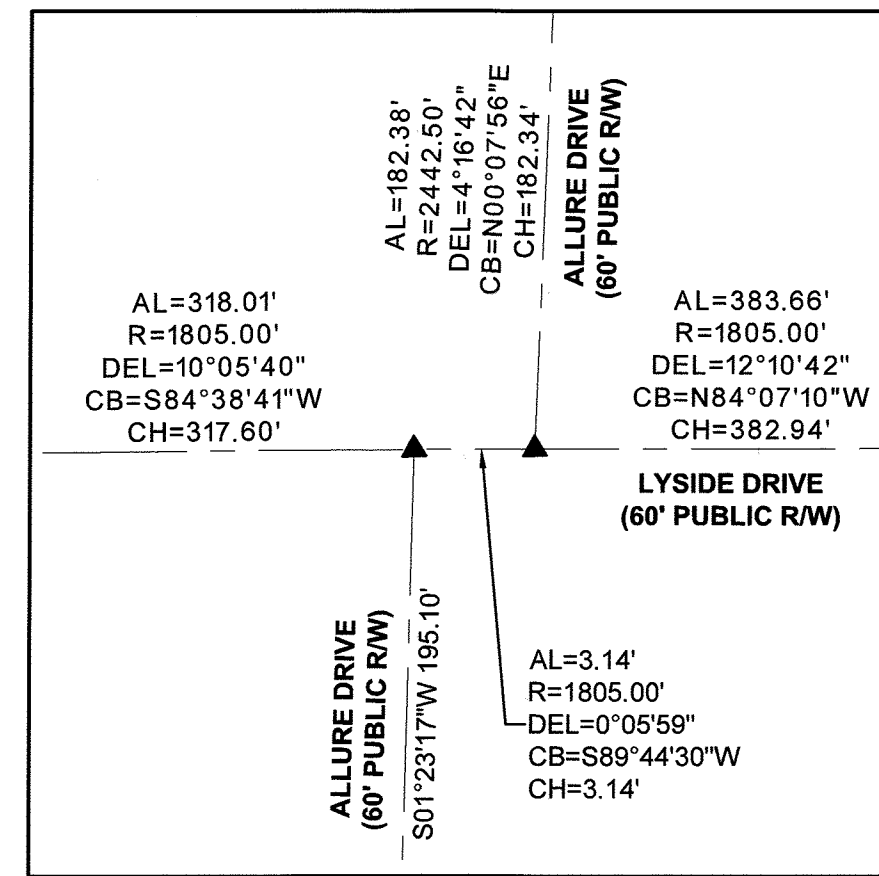 AL=182.38'
R=2442.50'
DEL=4°16'42"
CB=N00°07'56"E
CH=182.34'
ALLURE DRIVE
(60' PUBLIC R/W)
AL=318.01'
R=1805.00'
DEL=10°05'40"
CB=S84°38'41"W
CH=317.60'
AL=383.66'
R=1805.00'
DEL=12°10'42"
CB=N84°07'10"W
CH=382.94'
LYSIDE DRIVE
(60' PUBLIC R/W)
ALLURE DRIVE
(60' PUBLIC R/W)
S01°23'17"W 195.10'
AL=3.14'
R=1805.00'
DEL=0°05'59"
CB=S89°44'30"W
CH=3.14'